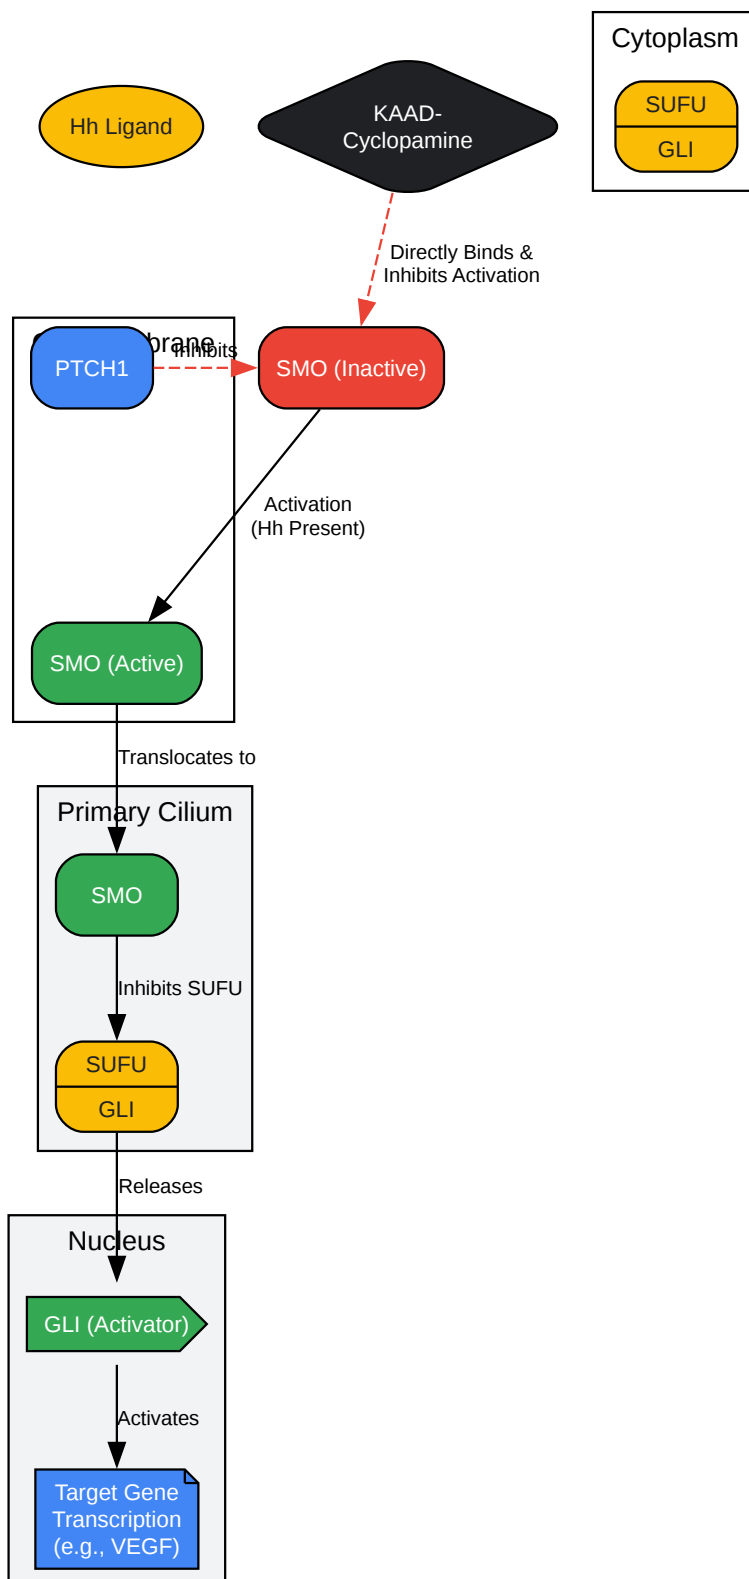 Cytoplasm
SUFU
GLI
Hh Ligand
KAAD-
Cyclopamine
Directly Binds &
Inhibits Activation
PTCH1
Inhibits
SMO (Inactive)
Activation
(Hh Present)
SMO (Active)
Translocates to
Primary Cilium
SMO
Inhibits SUFU
SUFU
GLI
Releases
Nucleus
GLI (Activator)
Activates
Target Gene
Transcription
(e.g., VEGF)